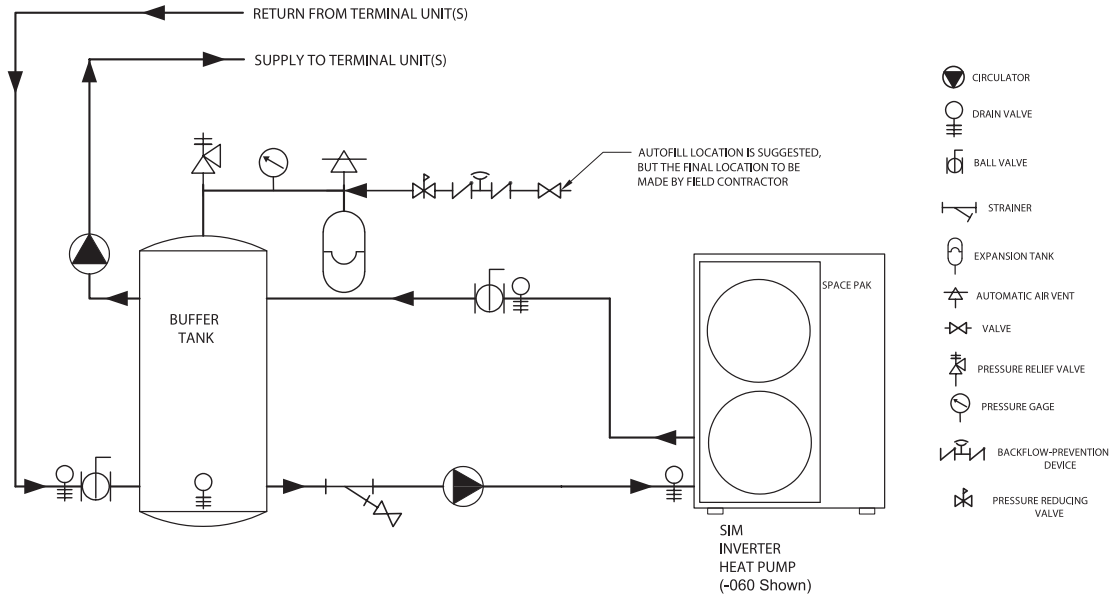 RETURN FROM TERMINAL UNIT(S)
SUPPLY TO TERMINAL UNIT(S)
AUTOFILL LOCATION IS SUGGESTED,
BUT THE FINAL LOCATION TO BE
MADE BY FIELD CONTRACTOR
BUFFER
TANK
SPACE PAK
SIM
INVERTER
HEAT PUMP
(-060 Shown)
CIRCULATOR
DRAIN VALVE
BALL VALVE
STRAINER
EXPANSION TANK
AUTOMATIC AIR VENT
VALVE
PRESSURE RELIEF VALVE
PRESSURE GAGE
BACKFLOW-PREVENTION
DEVICE
PRESSURE REDUCING
VALVE